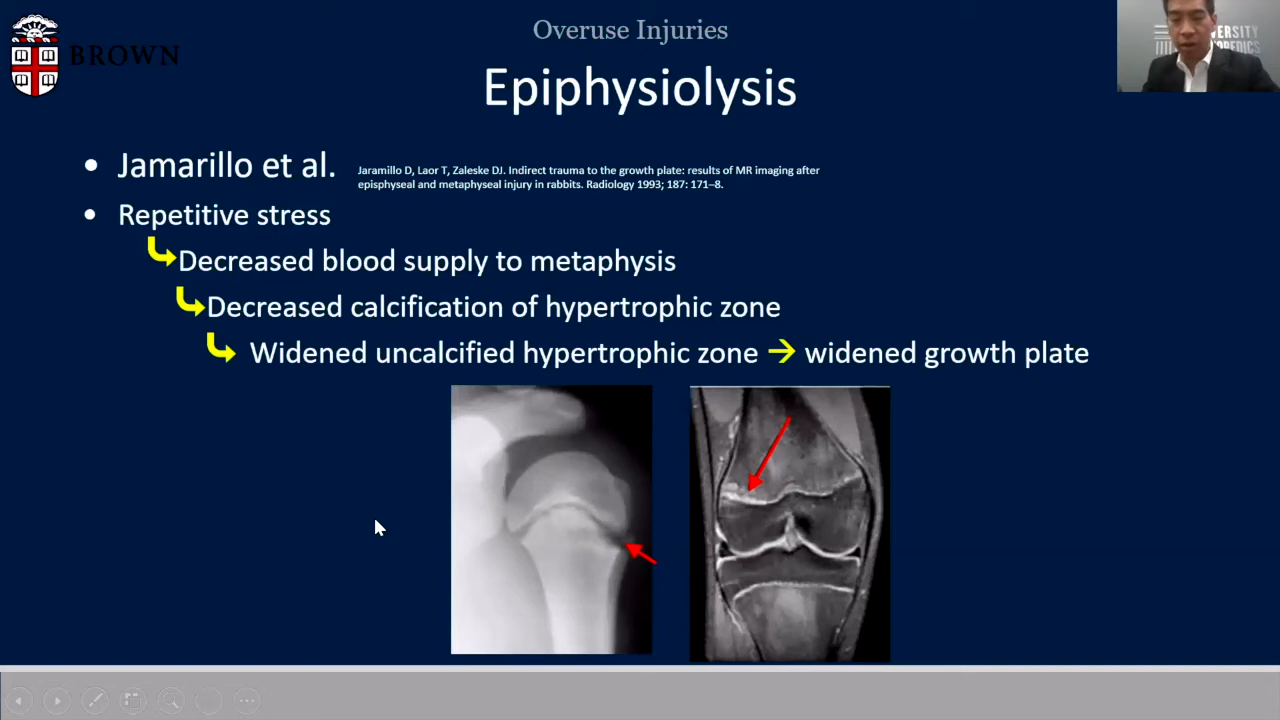 Overuse Injuries
BROWN
Epiphysiolysis
Jamarillo et al.
Jaramillo D, Laor T, Zaleske DJ. Indirect trauma to the growth plate: results of MR imaging after
episphyseal and metaphyseal injury in rabbits. Radiology 1993; 187: 171–8.
Repetitive stress
Decreased blood supply to metaphysis
Decreased calcification of hypertrophic zone
Widened uncalcified hypertrophic zone → widened growth plate